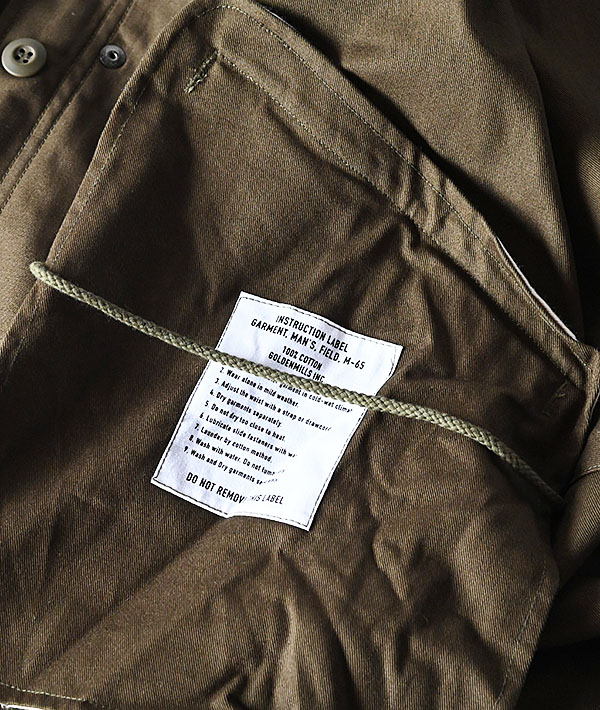 INSTRUCTION LABEL
GARMENT, MAN'S, FIELD, M-65
100% COTTON
GOLDENMILLS INC
2. Wear alone in mild weather.
3. Adjust the waist with a strap or drawcord
4. Dry garments separately.
5. Do not dry too close to heat.
6. Lubricate slide fasteners with
7. Launder by cotton method.
8. Wash with water. Do not
9. Wash and Dry garments
DO NOT REMOVE THIS LABEL